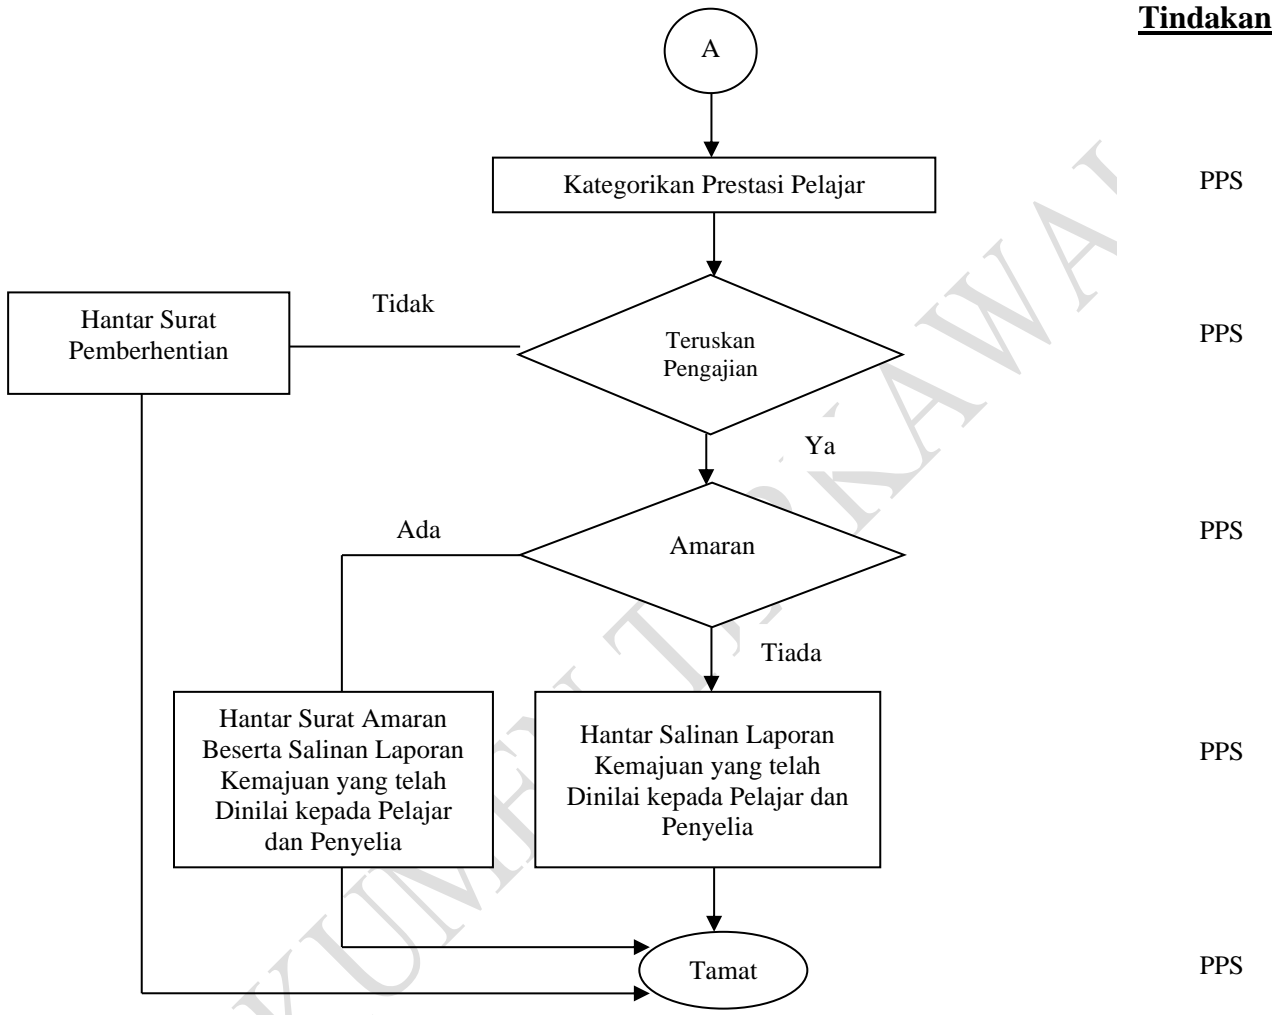 Tindakan
A
Kategorikan Prestasi Pelajar
PPS
Hantar Surat
Pemberhentian
Tidak
Teruskan
Pengajian
PPS
Ya
Ada
Amaran
PPS
Tiada
Hantar Surat Amaran
Beserta Salinan Laporan
Kemajuan yang telah
Dinilai kepada Pelajar
dan Penyelia
Hantar Salinan Laporan
Kemajuan yang telah
Dinilai kepada Pelajar dan
Penyelia
PPS
Tamat
PPS